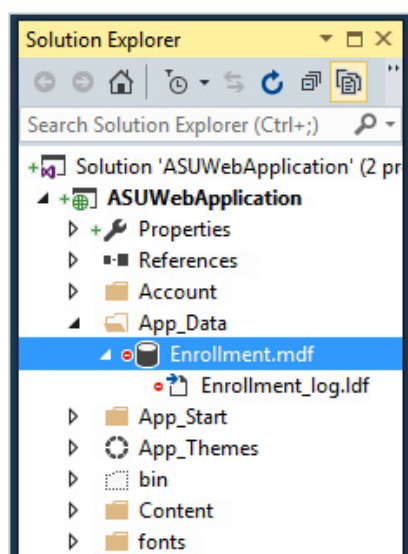 Solution Explorer
Search Solution Explorer (Ctrl+;)
Solution 'ASUWebApplication' (2 pr
ASUWebApplication
Properties
References
Account
App_Data
Enrollment.mdf
Enrollment_log.ldf
App_Start
App_Themes
bin
Content
fonts